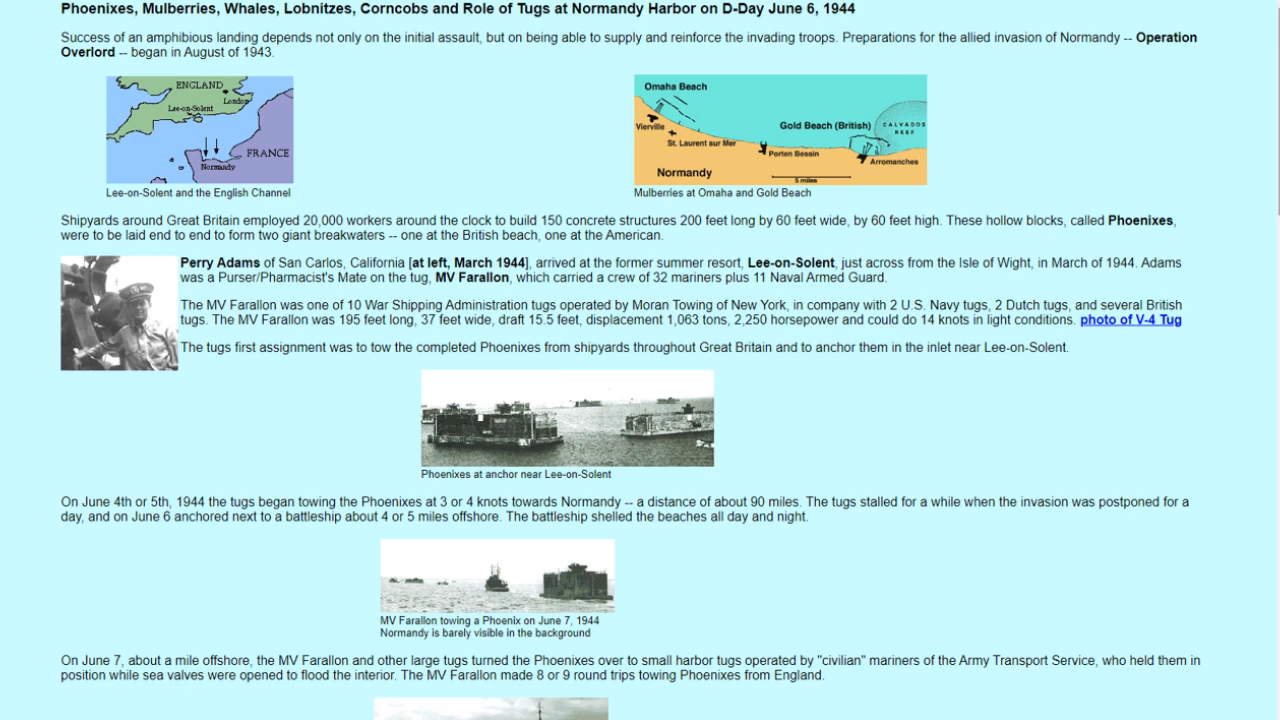 Phoenixes, Mulberries, Whales, Lobnitzes, Corncobs and Role of Tugs at Normandy Harbor on D-Day June 6, 1944
Success of an amphibious landing depends not only on the initial assault, but on being able to supply and reinforce the invading troops. Preparations for the allied invasion of Normandy -- Operation
Overlord -- began in August of 1943.
ENGLAND
London
Lee-on-Solent
FRANCE
Normandy
Lee-on-Solent and the English Channel
Omaha Beach
Vierville
St. Laurent sur Mer
Gold Beach (British)
CALVADOS
REEF
Porten Bessin
Arromanches
Normandy
5 miles
Mulberries at Omaha and Gold Beach
Shipyards around Great Britain employed 20,000 workers around the clock to build 150 concrete structures 200 feet long by 60 feet wide, by 60 feet high. These hollow blocks, called Phoenixes,
were to be laid end to end to form two giant breakwaters -- one at the British beach, one at the American.
Perry Adams of San Carlos, California [at left, March 1944], arrived at the former summer resort, Lee-on-Solent, just across from the Isle of Wight, in March of 1944. Adams
was a Purser/Pharmacist's Mate on the tug, MV Farallon, which carried a crew of 32 mariners plus 11 Naval Armed Guard.
The MV Farallon was one of 10 War Shipping Administration tugs operated by Moran Towing of New York, in company with 2 U.S. Navy tugs, 2 Dutch tugs, and several British
tugs. The MV Farallon was 195 feet long, 37 feet wide, draft 15.5 feet, displacement 1,063 tons, 2,250 horsepower and could do 14 knots in light conditions. photo of V-4 Tug
The tugs first assignment was to tow the completed Phoenixes from shipyards throughout Great Britain and to anchor them in the inlet near Lee-on-Solent.
Phoenixes at anchor near Lee-on-Solent
On June 4th or 5th, 1944 the tugs began towing the Phoenixes at 3 or 4 knots towards Normandy -- a distance of about 90 miles. The tugs stalled for a while when the invasion was postponed for a
day, and on June 6 anchored next to a battleship about 4 or 5 miles offshore. The battleship shelled the beaches all day and night.
MV Farallon towing a Phoenix on June 7, 1944
Normandy is barely visible in the background
On June 7, about a mile offshore, the MV Farallon and other large tugs turned the Phoenixes over to small harbor tugs operated by "civilian" mariners of the Army Transport Service, who held them in
position while sea valves were opened to flood the interior. The MV Farallon made 8 or 9 round trips towing Phoenixes from England.